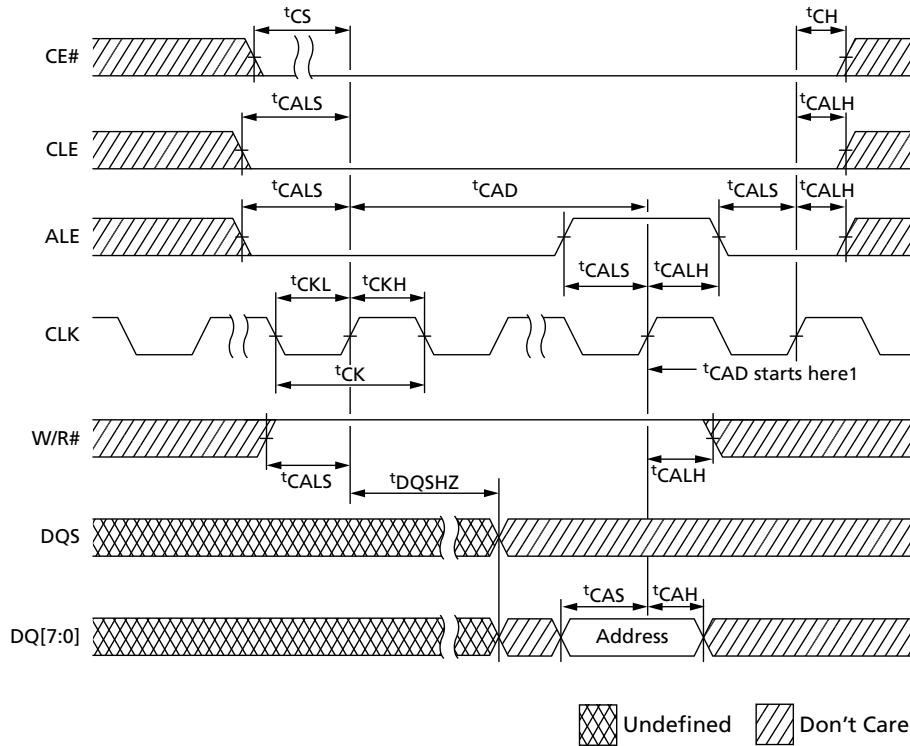 tCS tCH
CE#
tCALS tCALH
CLE
tCALS tCAD tCALS tCALH
ALE
tCALS tCALH
tCKL tCKH
CLK
tCK tCAD starts here1
W/R#
tCALS tDQSHZ tCALH
DQS
tCAS tCAH
DQ[7:0] Address
Undefined Don't Care